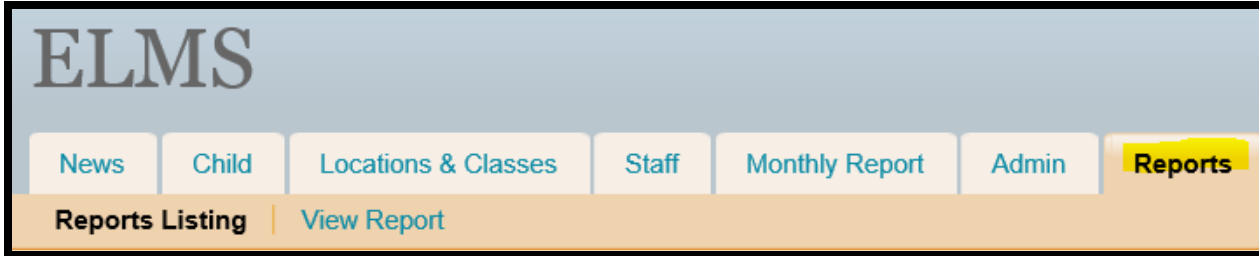 ELMS
News Child Locations & Classes Staff Monthly Report Admin Reports
Reports Listing View Report